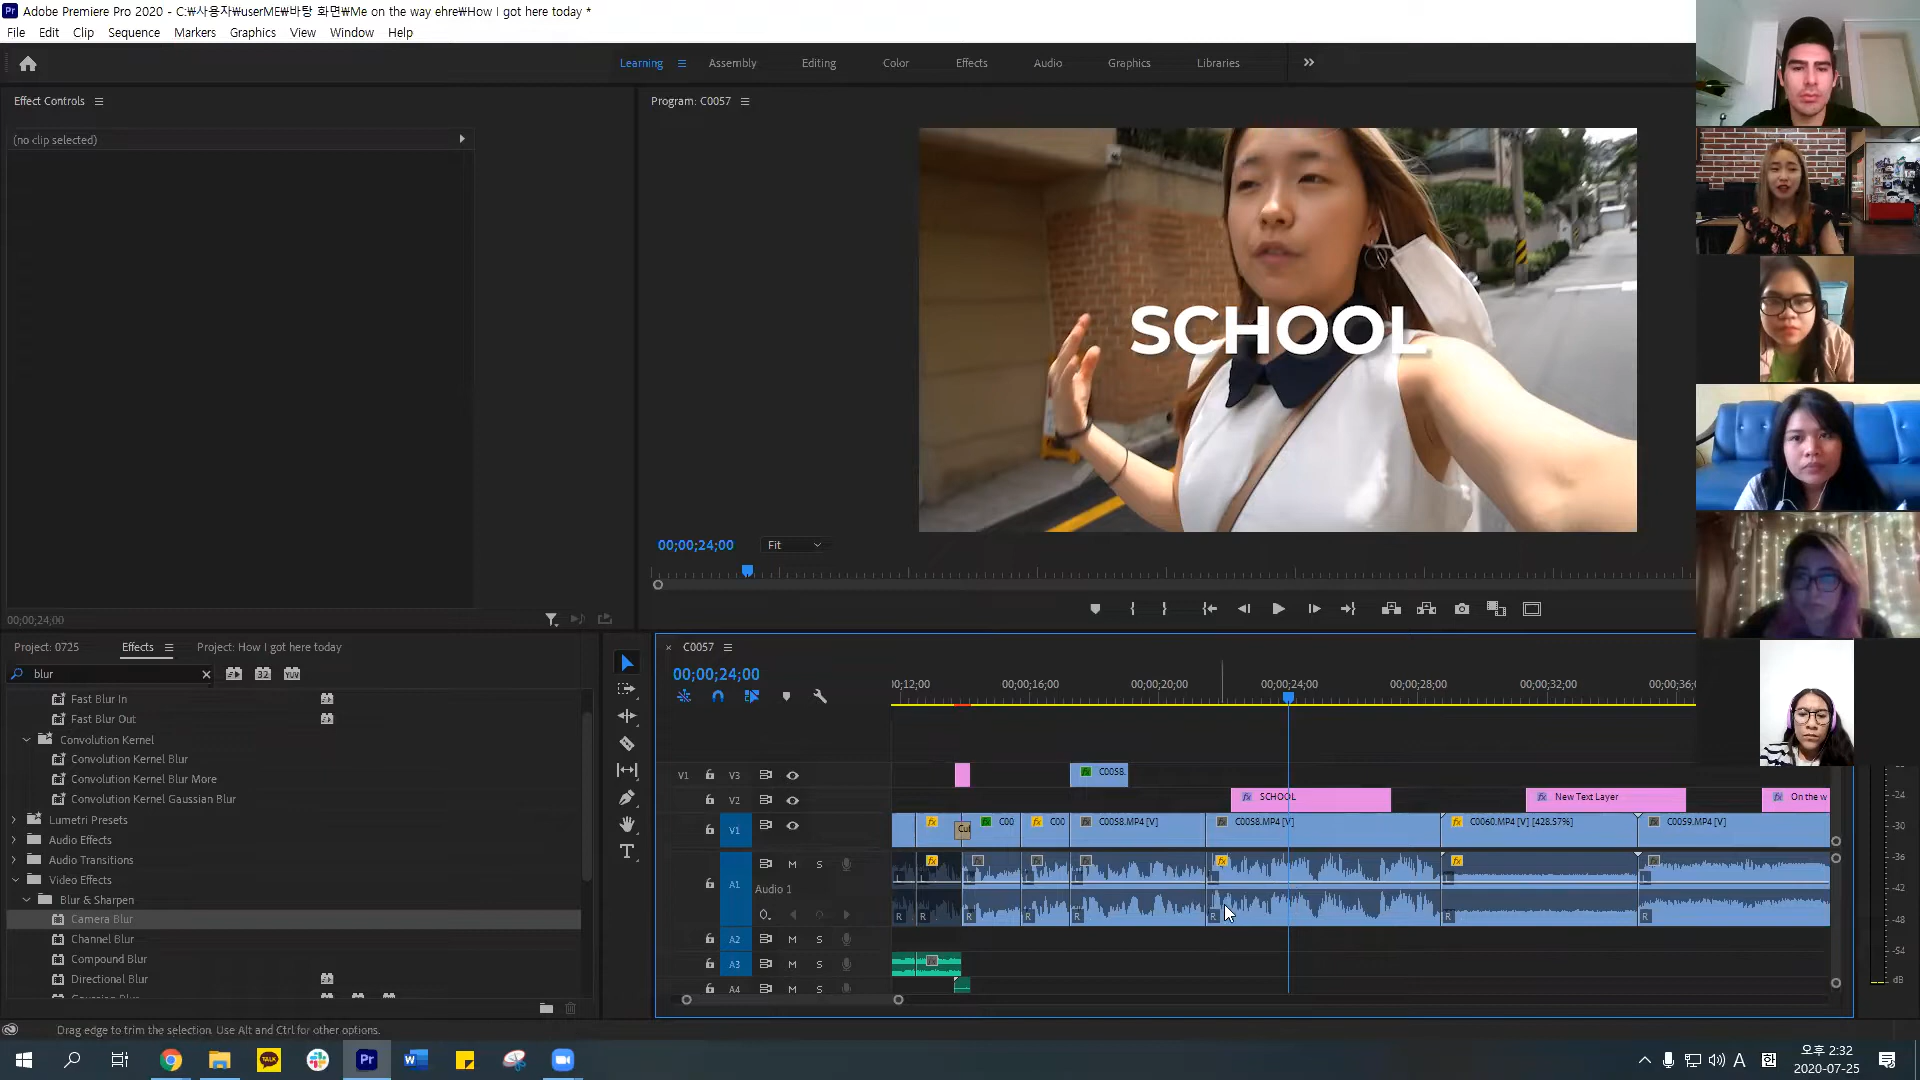 Adobe Premiere Pro 2020 - C:₩사용자₩userME₩바탕 화면₩Me on the way ehre₩How I got here today *
File Edit Clip Sequence Markers Graphics View Window Help
Learning Assembly Editing Color Effects Audio Graphics Libraries
Effect Controls
Program: C0057
(no clip selected)
SCHOOL
00;00;24;00 Fit
00;00;24;00
Project: 0725 Effects Project: How I got here today
blur
Fast Blur In
Fast Blur Out
Convolution Kernel
Convolution Kernel Blur
Convolution Kernel Blur More
Convolution Kernel Gaussian Blur
Lumetri Presets
Audio Effects
Audio Transitions
Video Effects
Blur & Sharpen
Camera Blur
Channel Blur
Compound Blur
Directional Blur
C0057
00;00;24;00
00;00;16;00 00;00;20;00 00;00;24;00 00;00;28;00 00;00;32;00
V1 V3 C0058.
V2 SCHOOL New Text Layer On the w
V1 Cut C00 C00 C0058.MP4 [V] C0058.MP4 [V] C0060.MP4 [V] [428.57%] C0059.MP4 [V]
A1 M S
Audio 1
A2 M S
A3 M S
A4 M S
-24
-30
-36
-42
-48
-54
dB
Drag edge to trim the selection. Use Alt and Ctrl for other options.
TALK
Pr
A
오후 2:32
2020-07-25